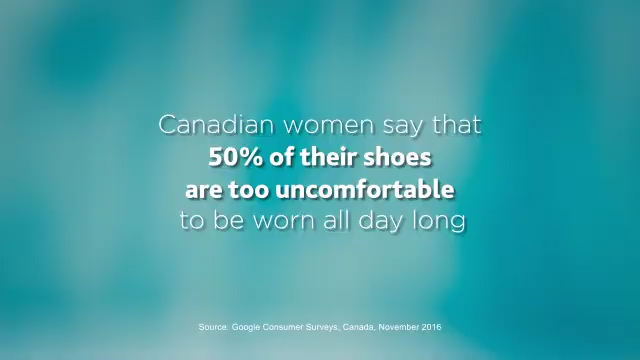 Canadian women say that
50% of their shoes
are too uncomfortable
to be worn all day long
Source: Google Consumer Surveys, Canada, November 2016